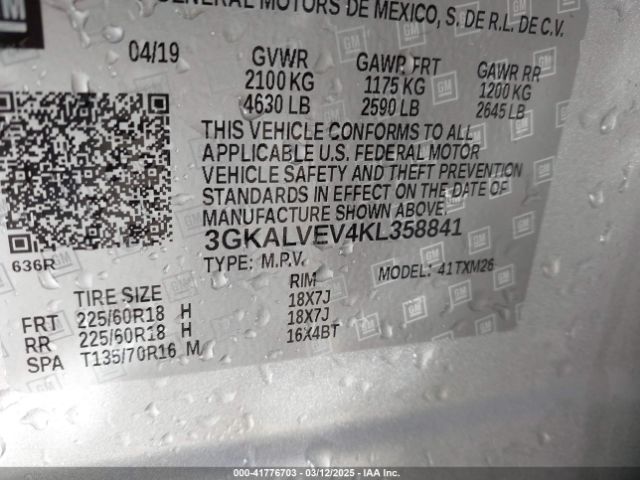 GM
GENERAL MOTORS DE MEXICO, S. DE R.L. DE C.V.
04/19 GVWR GAWR FRT GAWR RR
2100 KG 1175 KG 1200 KG
4630 LB 2590 LB 2645 LB
THIS VEHICLE CONFORMS TO ALL
APPLICABLE U.S. FEDERAL MOTOR
VEHICLE SAFETY AND THEFT PREVENTION
STANDARDS IN EFFECT ON THE DATE OF
MANUFACTURE SHOWN ABOVE.
3GKALVEV4KL358841
636R TYPE: M.P.V. MODEL: 41TXM26
TIRE SIZE RIM
FRT 225/60R18 H 18X7J
RR 225/60R18 H 18X7J
SPA T135/70R16 M 16X4BT
000-41776703 - 03/12/2025 - IAA Inc.